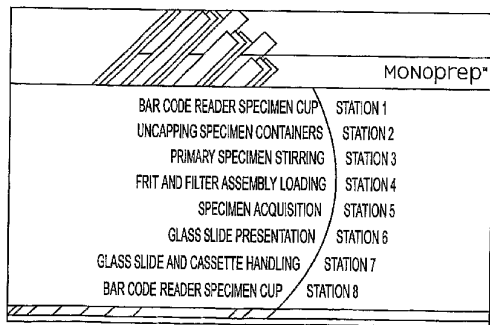 MONOprep™
BAR CODE READER SPECIMEN CUP STATION 1
UNCAPPING SPECIMEN CONTAINERS STATION 2
PRIMARY SPECIMEN STIRRING STATION 3
FRIT AND FILTER ASSEMBLY LOADING STATION 4
SPECIMEN ACQUISITION STATION 5
GLASS SLIDE PRESENTATION STATION 6
GLASS SLIDE AND CASSETTE HANDLING STATION 7
BAR CODE READER SPECIMEN CUP STATION 8